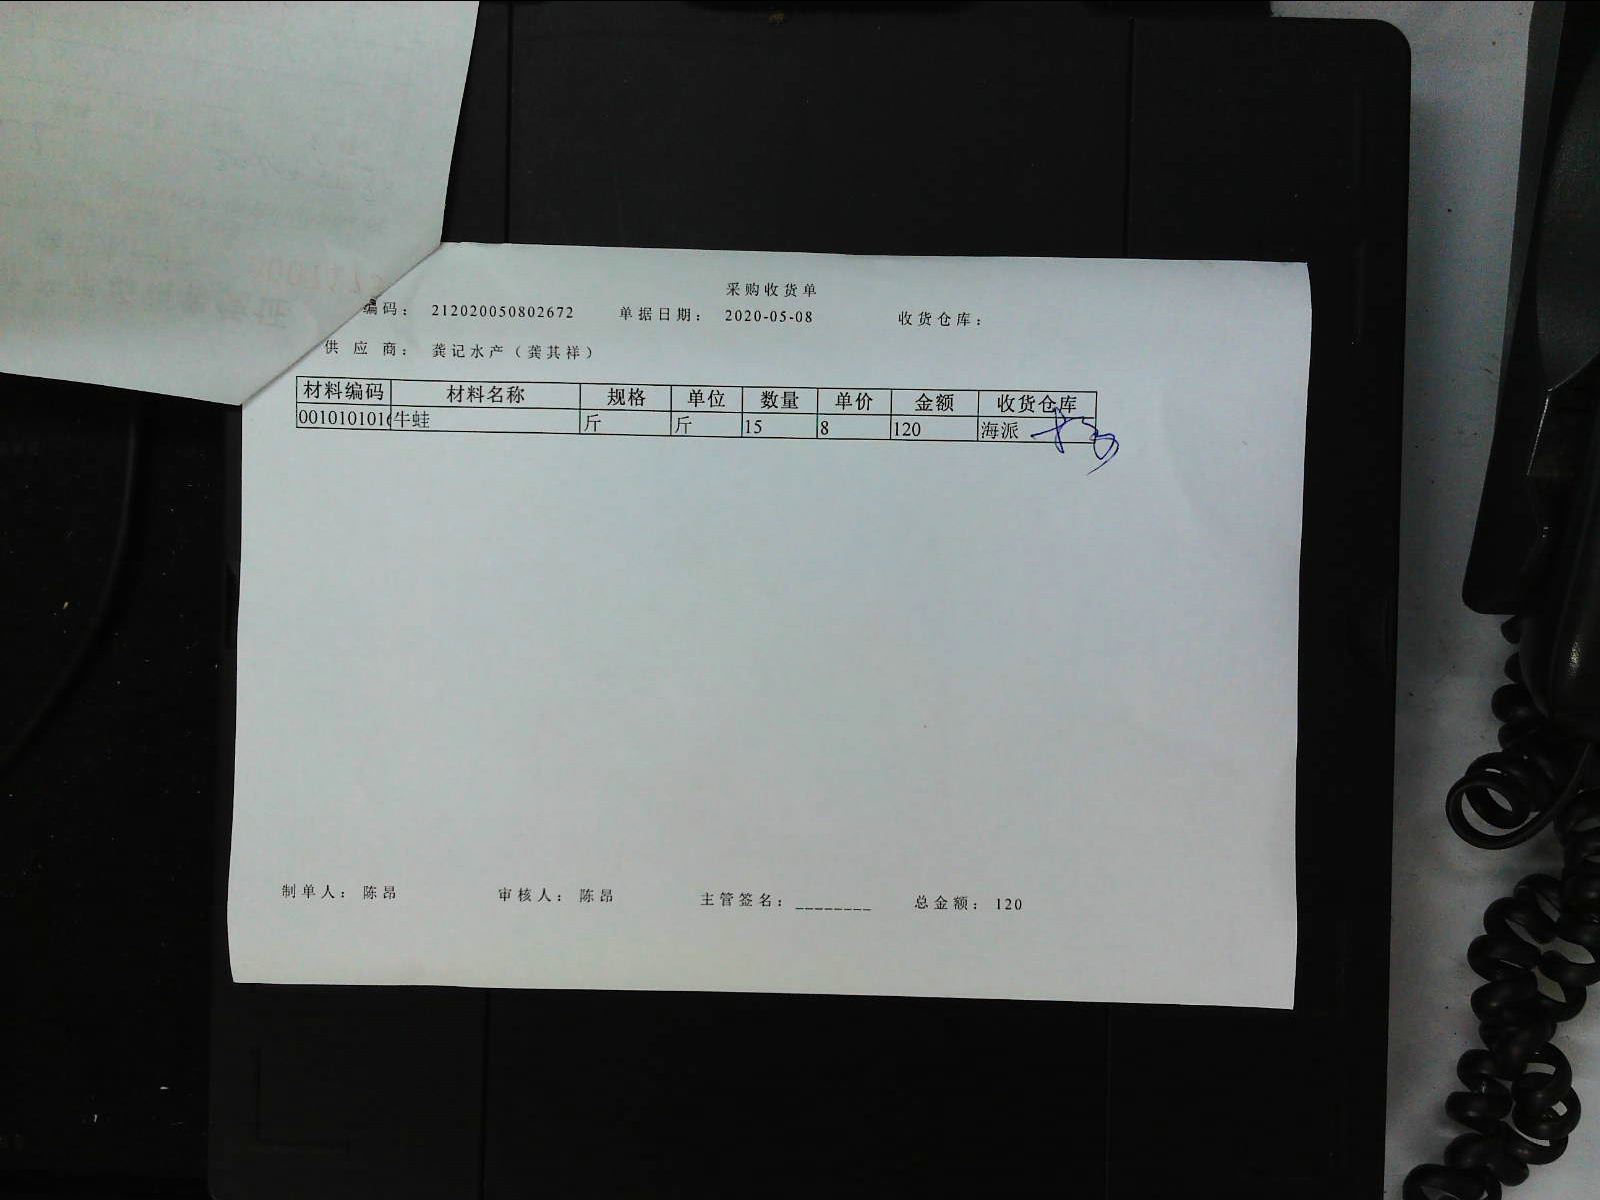 采购收货单
编码： 212020050802672 单据日期： 2020-05-08 收货仓库：
供应商： 龚记水产（龚其祥）
材料编码 材料名称 规格 单位 数量 单价 金额 收货仓库
001010101 牛蛙 斤 斤 15 8 120 海派
制单人： 陈昂 审核人： 陈昂 主管签名：________ 总金额： 120